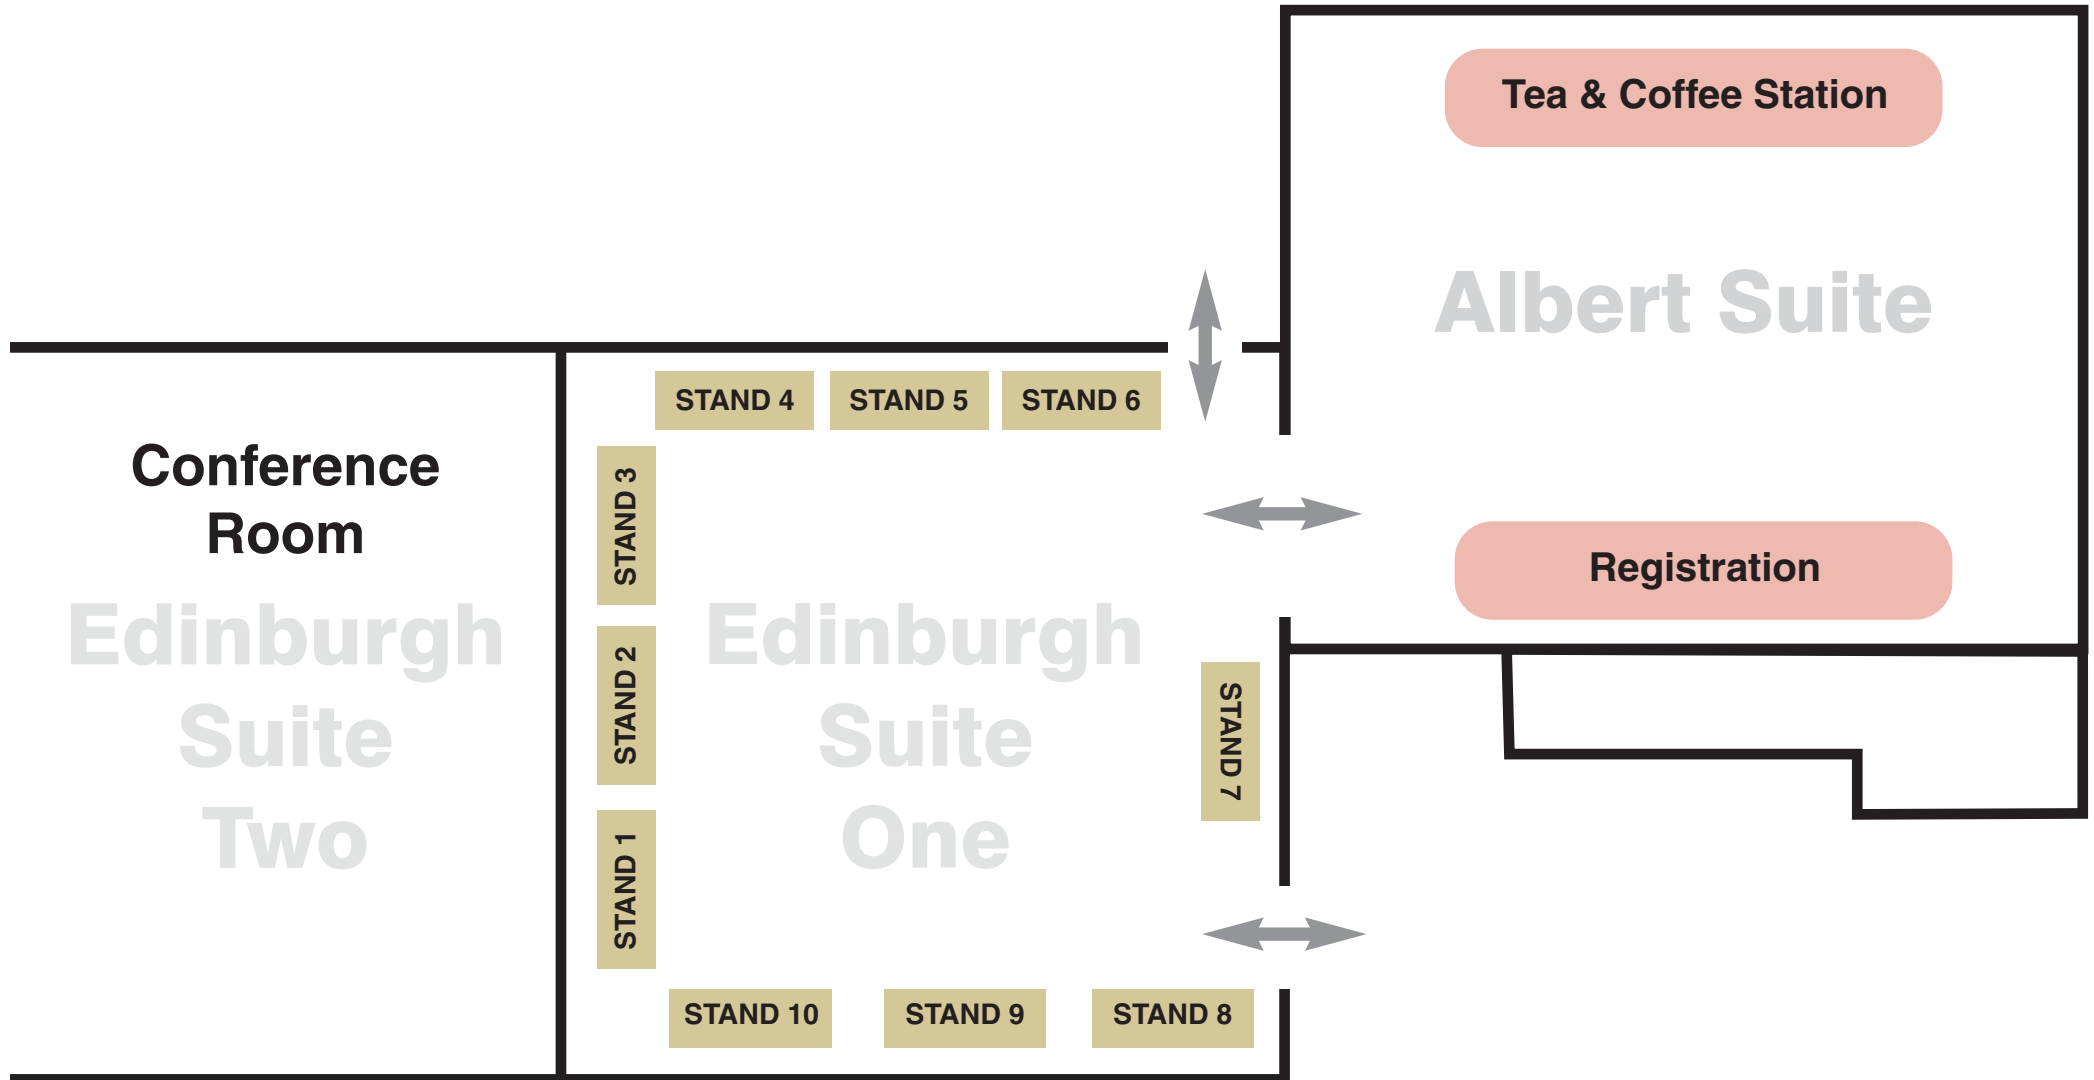 Tea & Coffee Station
Albert Suite
Registration
Conference
Room
Edinburgh
Suite
Two
STAND 4
STAND 5
STAND 6
STAND 3
STAND 2
STAND 1
Edinburgh
Suite
One
STAND 7
STAND 10
STAND 9
STAND 8